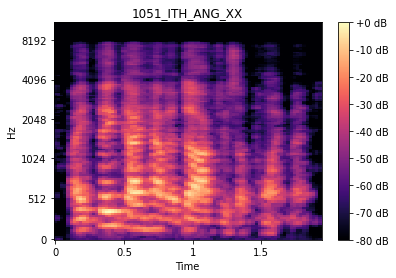 1051_ITH_ANG_XX
+0 dB
8192
-10 dB
4096
-20 dB
-30 dB
Hz
2048
-40 dB
1024
-50 dB
-60 dB
512
-70 dB
0
-80 dB
0
0.5
1
1.5
Time